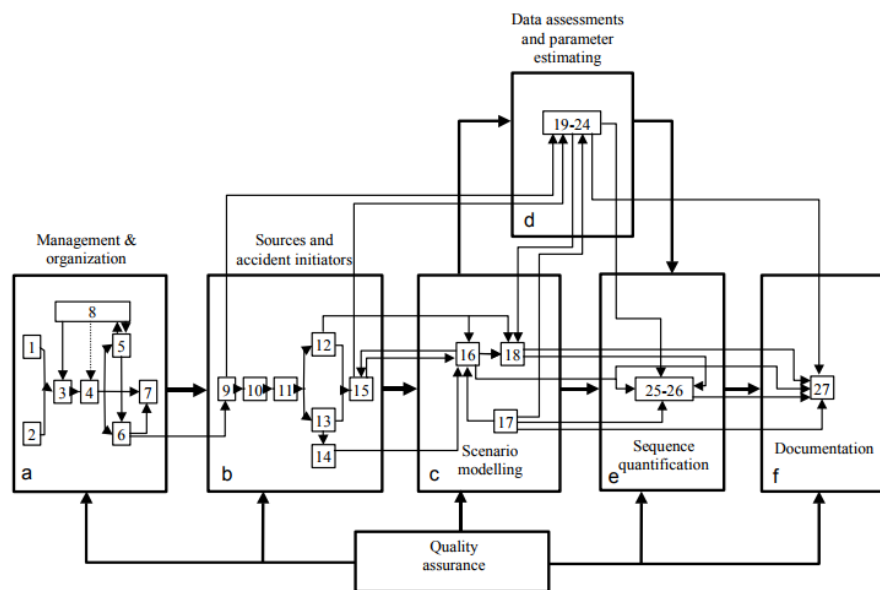 Data assessments
and parameter
estimating
19-24
d
Management &
organization
8
1
5
3
4
7
2
6
a
Sources and
accident initiators
12
9
10
11
15
13
14
b
16
18
17
Scenario
modelling
c
25-26
Sequence
quantification
e
27
Documentation
f
Quality
assurance